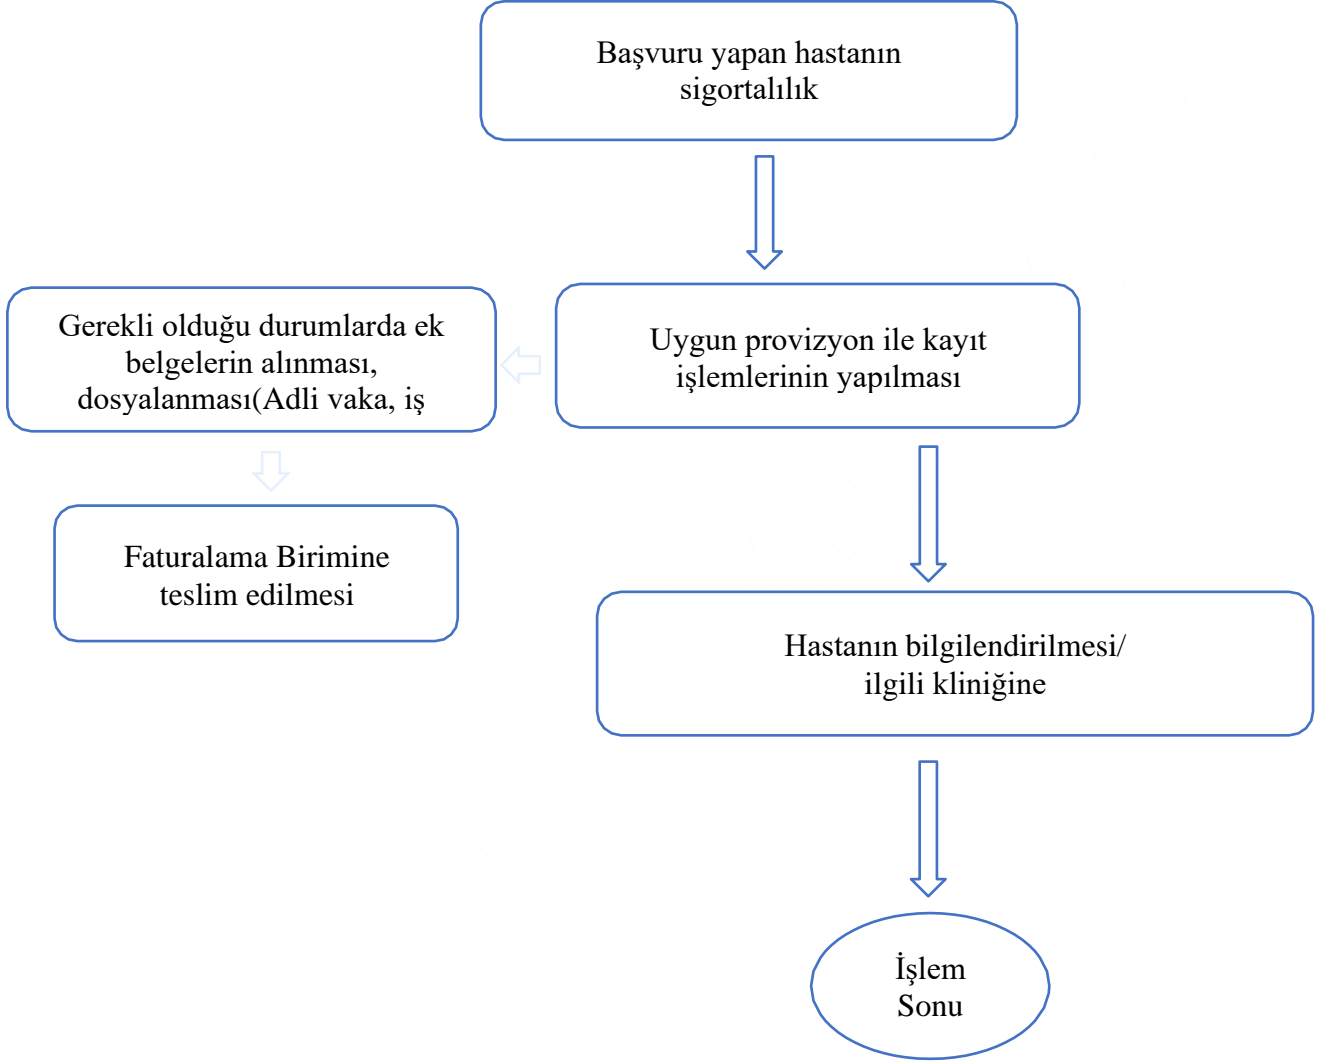 Başvuru yapan hastanın
sigortalılık
Uygun provizyon ile kayıt
işlemlerinin yapılması
Gerekli olduğu durumlarda ek
belgelerin alınması,
dosyalanması(Adli vaka, iş
Faturalama Birimine
teslim edilmesi
Hastanın bilgilendirilmesi/
ilgili kliniğine
İşlem
Sonu